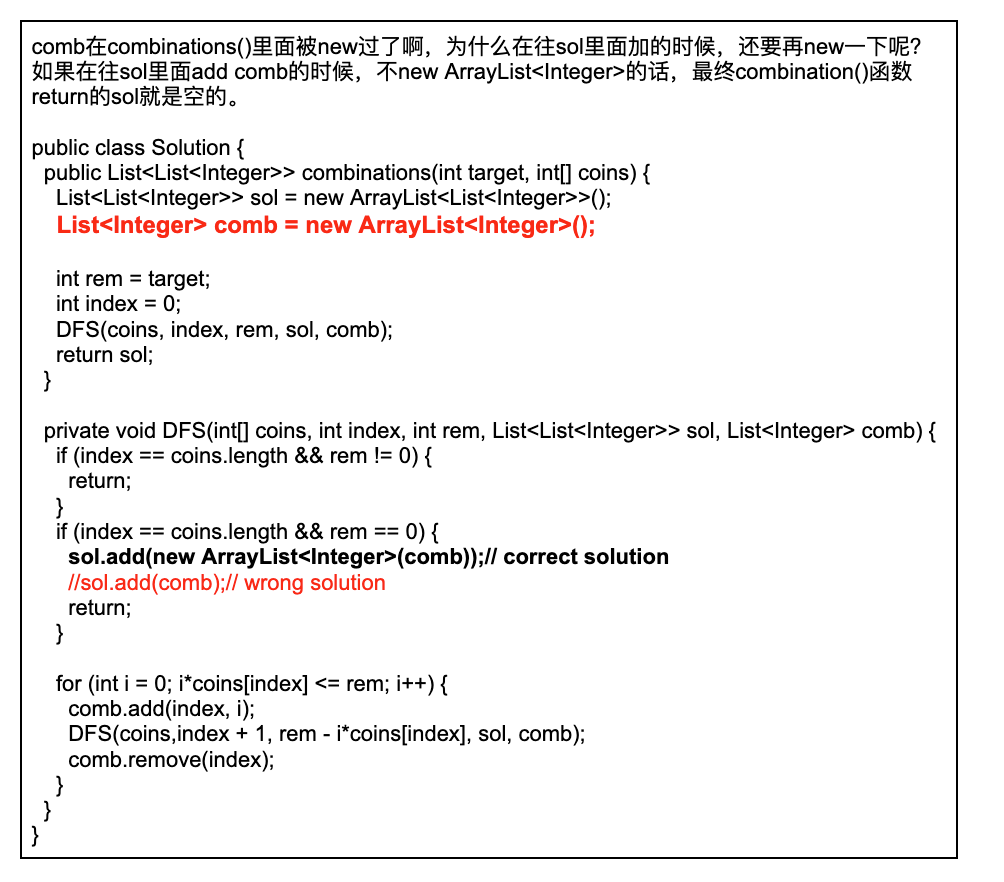 comb在combinations()里面被new过了啊，为什么在往sol里面加的时候，还要再new一下呢?
如果在往sol里面add comb的时候，不new ArrayList<Integer>的话，最终combination()函数
return的sol就是空的。
public class Solution {
public List<List<Integer>> combinations(int target, int[] coins) {
List<List<Integer>> sol = new ArrayList<List<Integer>>();
List<Integer> comb = new ArrayList<Integer>();
int rem = target;
int index = 0;
DFS(coins, index, rem, sol, comb);
return sol;
}
private void DFS(int[] coins, int index, int rem, List<List<Integer>> sol, List<Integer> comb) {
if (index == coins.length && rem != 0) {
return;
}
if (index == coins.length && rem == 0) {
sol.add(new ArrayList<Integer>(comb));// correct solution
//sol.add(comb);// wrong solution
return;
}
for (int i = 0; i*coins[index] <= rem; i++) {
comb.add(index, i);
DFS(coins,index + 1, rem - i*coins[index], sol, comb);
comb.remove(index);
}
}
}